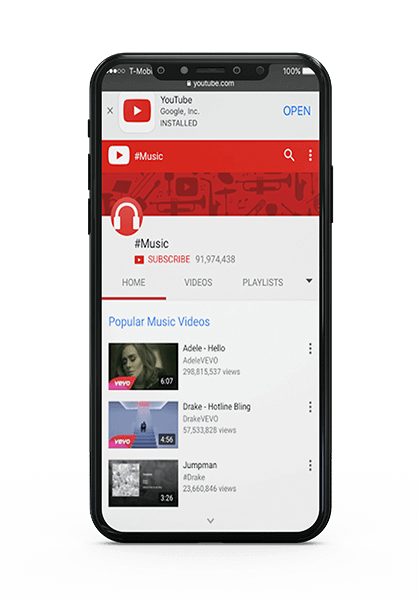 T-Mobi
100%
youtube.com
YouTube
Google, Inc.
INSTALLED
OPEN
#Music
#Music
SUBSCRIBE 91,974,438
HOME VIDEOS PLAYLISTS
Popular Music Videos
Adele - Hello
AdeleVEVO
298,815,537 views
vevo 6:07
Drake - Hotline Bling
DrakeVEVO
57,533,828 views
vevo 4:56
Jumpman
#Drake
23,660,846 views
3:26